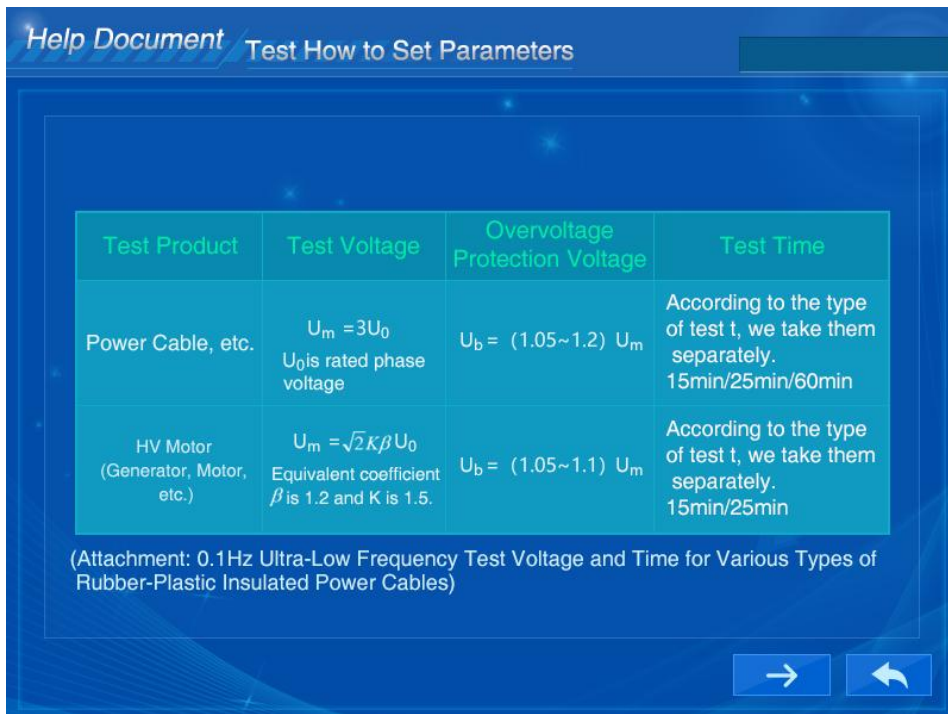 Help Document
Test How to Set Parameters
Test Product
Test Voltage
Overvoltage
Protection Voltage
Test Time
Power Cable, etc.
Uₘ =3U₀
U₀is rated phase
voltage
U_b= (1.05~1.2) Uₘ
According to the type
of test t, we take them
separately.
15min/25min/60min
HV Motor
(Generator, Motor,
etc.)
Uₘ =√2KβU₀
Equivalent coefficient
β is 1.2 and K is 1.5.
U_b= (1.05~1.1) Uₘ
According to the type
of test t, we take them
separately.
15min/25min
(Attachment: 0.1Hz Ultra-Low Frequency Test Voltage and Time for Various Types of
Rubber-Plastic Insulated Power Cables)